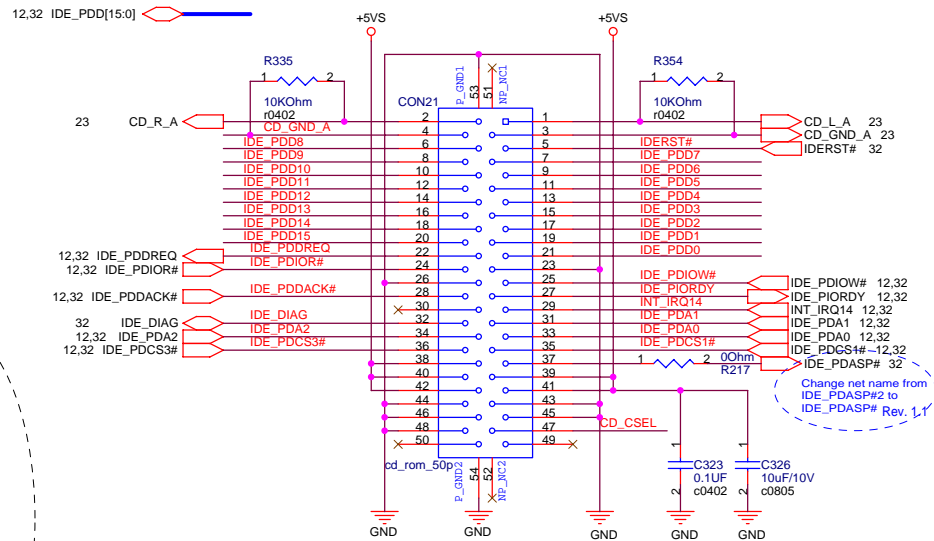 12,32 IDE_PDD[15:0]
+5VS
+5VS
R335
1 2
10KOhm
r0402
R354
1 2
10KOhm
r0402
P_GND1
53
51
NP_NC1
CON21
23 CD_R_A
2
1
CD_L_A 23
CD_GND_A
4
3
CD_GND_A 23
IDE_PDD8
6
5
IDERST#
IDERST# 32
IDE_PDD9
8
7
IDE_PDD7
IDE_PDD10
10
9
IDE_PDD6
IDE_PDD11
12
11
IDE_PDD5
IDE_PDD12
14
13
IDE_PDD4
IDE_PDD13
16
15
IDE_PDD3
IDE_PDD14
18
17
IDE_PDD2
IDE_PDD15
20
19
IDE_PDD1
12,32 IDE_PDDREQ
IDE_PDDREQ
22
21
IDE_PDD0
12,32 IDE_PDIOR#
IDE_PDIOR#
24
23
26
25
IDE_PDIOW#
IDE_PDIOW# 12,32
12,32 IDE_PDDACK#
IDE_PDDACK#
28
27
IDE_PIORDY
IDE_PIORDY 12,32
30
29
INT_IRQ14
INT_IRQ14 12,32
32 IDE_DIAG
IDE_DIAG
32
31
IDE_PDA1
IDE_PDA1 12,32
12,32 IDE_PDA2
IDE_PDA2
34
33
IDE_PDA0
IDE_PDA0 12,32
12,32 IDE_PDCS3#
IDE_PDCS3#
36
35
IDE_PDCS1#
IDE_PDCS1# 12,32
38
37
1 2
0Ohm
R217
IDE_PDASP# 32
40
39
42
41
44
43
46
45
48
47
CD_CSEL
50
49
Change net name from
IDE_PDASP#2 to
IDE_PDASP# Rev. 1.1
cd_rom_50p
P_GND2
54
52
NP_NC2
1
C323
0.1UF
c0402
2
1
C326
10uF/10V
c0805
2
GND
GND
GND
GND